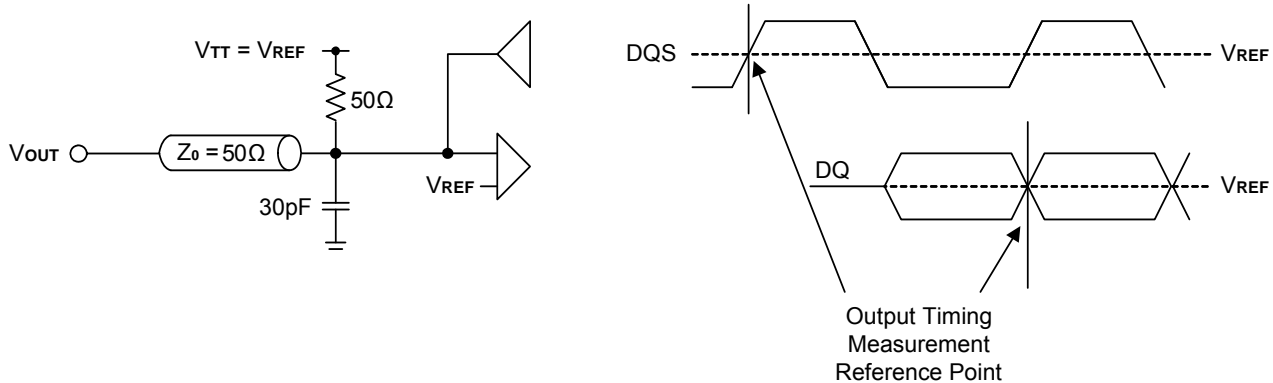 VTT = VREF
50Ω
VOUT
Z0 = 50Ω
VREF
30pF
DQS
VREF
DQ
VREF
Output Timing
Measurement
Reference Point